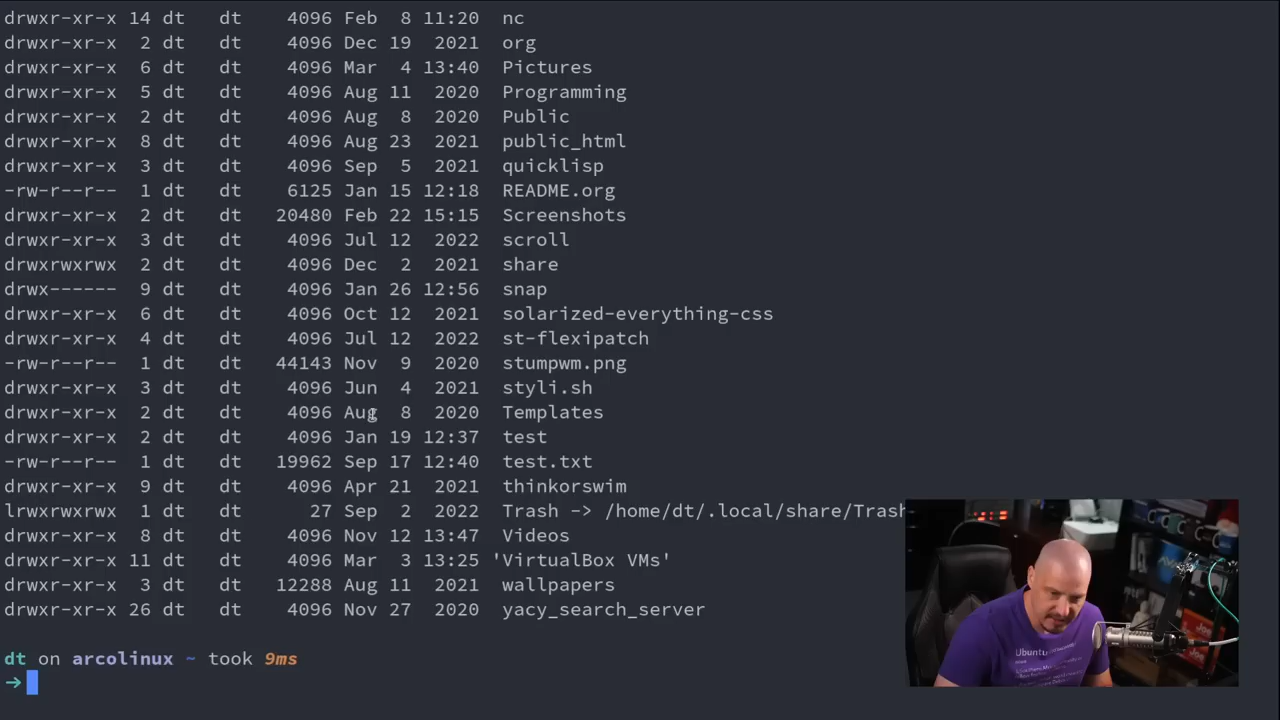 drwxr-xr-x 14 dt   dt     4096 Feb  8 11:20  nc
drwxr-xr-x  2 dt   dt     4096 Dec 19  2021  org
drwxr-xr-x  6 dt   dt     4096 Mar  4 13:40  Pictures
drwxr-xr-x  5 dt   dt     4096 Aug 11  2020  Programming
drwxr-xr-x  2 dt   dt     4096 Aug  8  2020  Public
drwxr-xr-x  8 dt   dt     4096 Aug 23  2021  public_html
drwxr-xr-x  3 dt   dt     4096 Sep  5  2021  quicklisp
-rw-r--r--  1 dt   dt     6125 Jan 15 12:18  README.org
drwxr-xr-x  2 dt   dt    20480 Feb 22 15:15  Screenshots
drwxr-xr-x  3 dt   dt     4096 Jul 12  2022  scroll
drwxrwxrwx  2 dt   dt     4096 Dec  2  2021  share
drwx------  9 dt   dt     4096 Jan 26 12:56  snap
drwxr-xr-x  6 dt   dt     4096 Oct 12  2021  solarized-everything-css
drwxr-xr-x  4 dt   dt     4096 Jul 12  2022  st-flexipatch
-rw-r--r--  1 dt   dt    44143 Nov  9  2020  stumpwm.png
drwxr-xr-x  3 dt   dt     4096 Jun  4  2021  styli.sh
drwxr-xr-x  2 dt   dt     4096 Aug  8  2020  Templates
drwxr-xr-x  2 dt   dt     4096 Jan 19 12:37  test
-rw-r--r--  1 dt   dt    19962 Sep 17 12:40  test.txt
drwxr-xr-x  9 dt   dt     4096 Apr 21  2021  thinkorswim
lrwxrwxrwx  1 dt   dt       27 Sep  2  2022  Trash -> /home/dt/.local/share/Trash
drwxr-xr-x  8 dt   dt     4096 Nov 12 13:47  Videos
drwxr-xr-x 11 dt   dt     4096 Mar  3 13:25 'VirtualBox VMs'
drwxr-xr-x  3 dt   dt    12288 Aug 11  2021  wallpapers
drwxr-xr-x 26 dt   dt     4096 Nov 27  2020  yacy_search_server
dt on arcolinux ~ took 9ms
→
Ubuntu